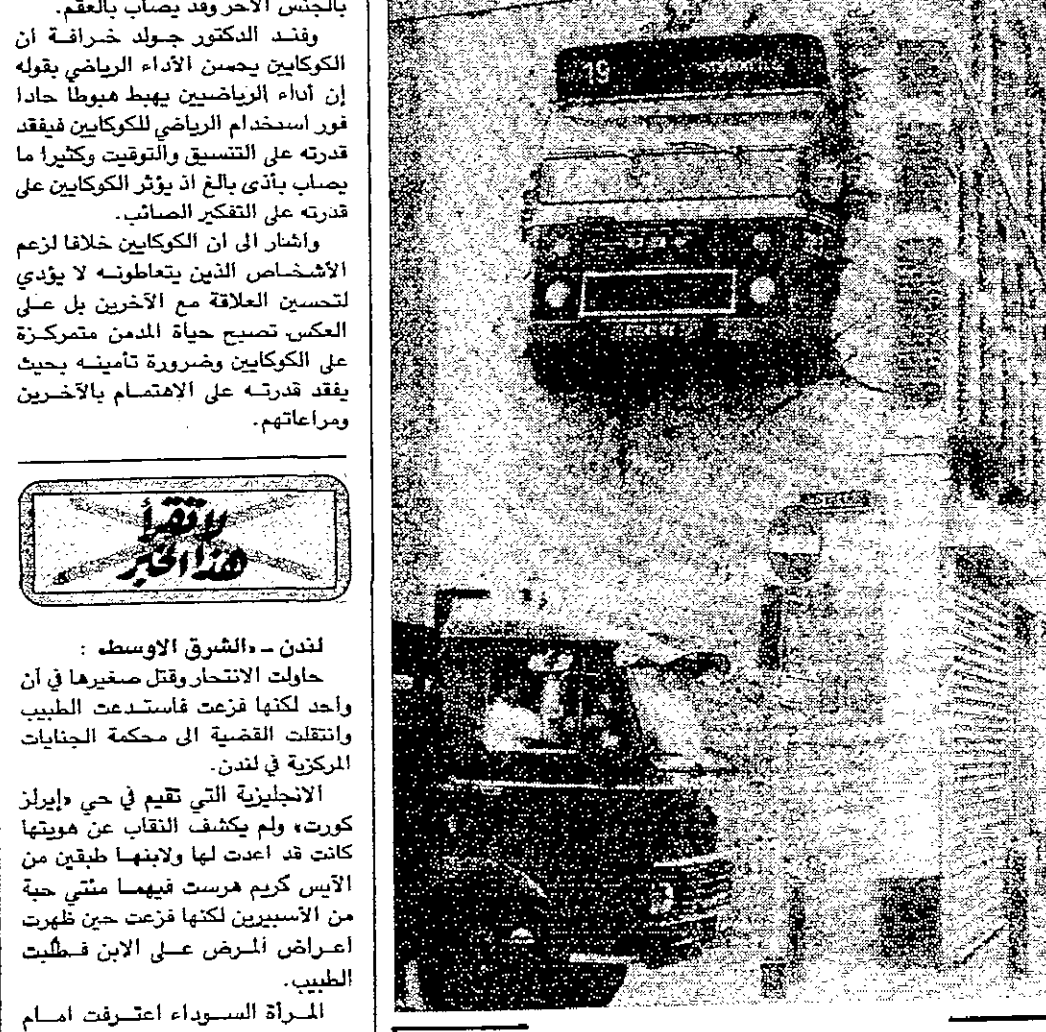 بالجنس الآخر وقد يصاب بالعقم.
وفند الدكتور جولد خرافة ان
الكوكايين يحسن الأداء الرياضي بقوله
إن أداء الرياضيين يهبط هبوطا حادا
فور استخدام الرياضي للكوكايين فيفقد
قدرته على التنسيق والتوقيت وكثيرا ما
يصاب بأذى بالغ اذ يؤثر الكوكايين على
قدرته على التفكير الصائب.
واشار الى ان الكوكايين خلافا لزعم
الأشخاص الذين يتعاطونه لا يؤدي
لتحسين العلاقة مع الآخرين بل على
العكس تصبح حياة المدمن متمركزة
على الكوكايين وضرورة تأمينه بحيث
يفقد قدرته على الاهتمام بالآخرين
ومراعاتهم.
لا تقرأ
هذا الخبر
لندن - «الشرق الاوسط» :
حاولت الانتحار وقتل صغيرها في آن
واحد لكنها فزعت فاستدعت الطبيب
وانتقلت القضية الى محكمة الجنايات
المركزية في لندن.
الانجليزية التي تقيم في حي «إيرلز
كورت» ولم يكشف النقاب عن هويتها
كانت قد اعدت لها ولابنها طبقين من
الآيس كريم هرست فيهما مئتي حبة
من الأسبيرين لكنها فزعت حين ظهرت
أعراض المرض على الابن فطلبت
الطبيب.
المرأة السوداء اعترفت امام
19